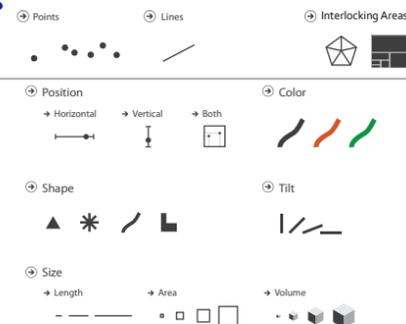 Points
Lines
Interlocking Areas
Position
Color
Horizontal
Vertical
Both
Shape
Tilt
Size
Length
Area
Volume